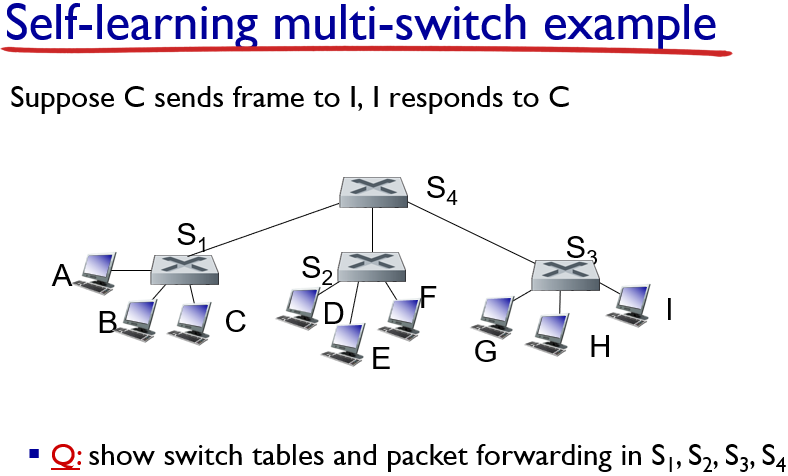 Self-learning multi-switch example
Suppose C sends frame to I, I responds to C
S4
S1
S3
A
S2
F
D
I
B
C
E
G
H
Q: show switch tables and packet forwarding in S1, S2, S3, S4